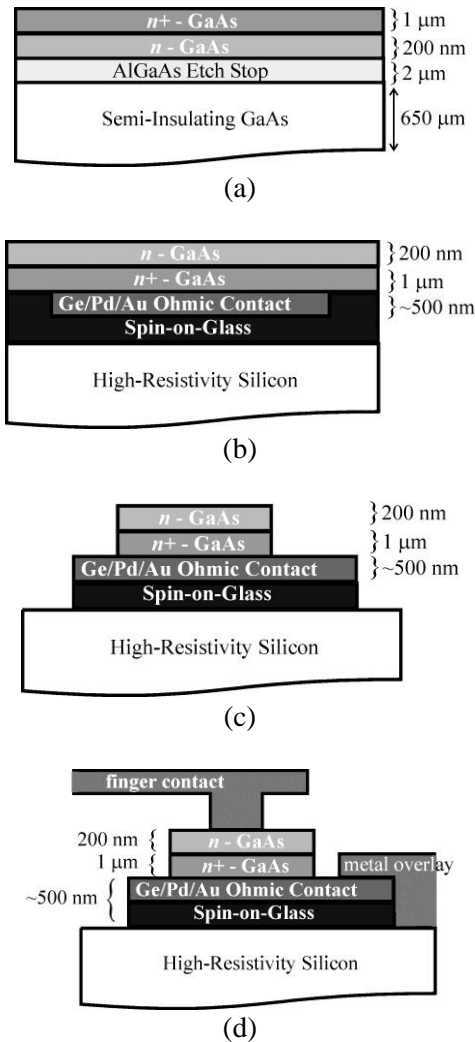 n+ - GaAs
} 1 μm
n - GaAs
} 200 nm
AlGaAs Etch Stop
} 2 μm
Semi-Insulating GaAs
650 μm
(a)
n - GaAs
} 200 nm
n+ - GaAs
} 1 μm
Ge/Pd/Au Ohmic Contact
} ~500 nm
Spin-on-Glass
High-Resistivity Silicon
(b)
n - GaAs
} 200 nm
n+ - GaAs
} 1 μm
Ge/Pd/Au Ohmic Contact
} ~500 nm
Spin-on-Glass
High-Resistivity Silicon
(c)
finger contact
200 nm {
n - GaAs
1 μm {
n+ - GaAs
metal overlay
~500 nm {
Ge/Pd/Au Ohmic Contact
Spin-on-Glass
High-Resistivity Silicon
(d)